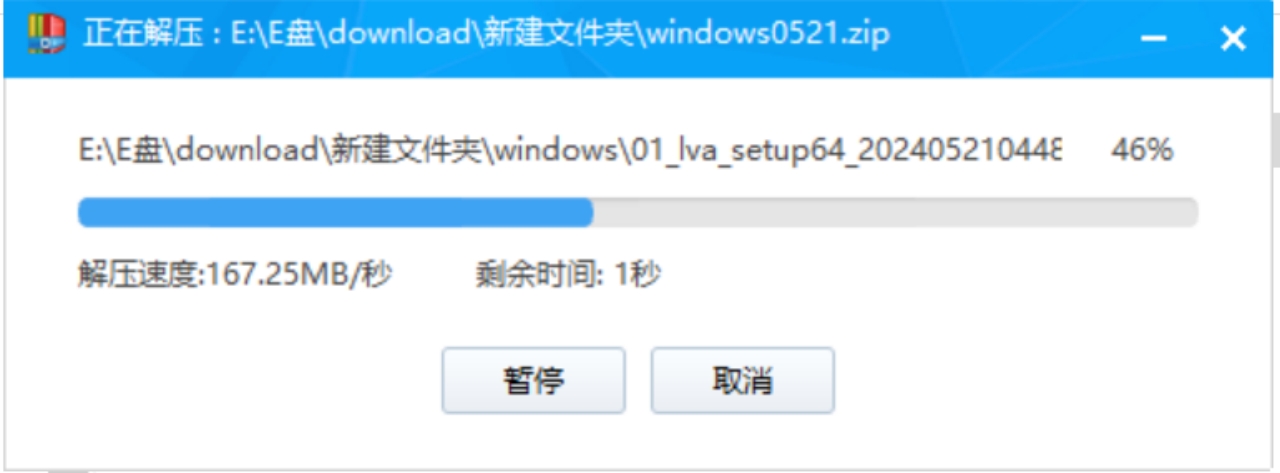 正在解压：E:\E盘\download\新建文件夹\windows0521.zip
E:\E盘\download\新建文件夹\windows\01_lva_setup64_202405210448 46%
解压速度:167.25MB/秒 剩余时间: 1秒
暂停 取消